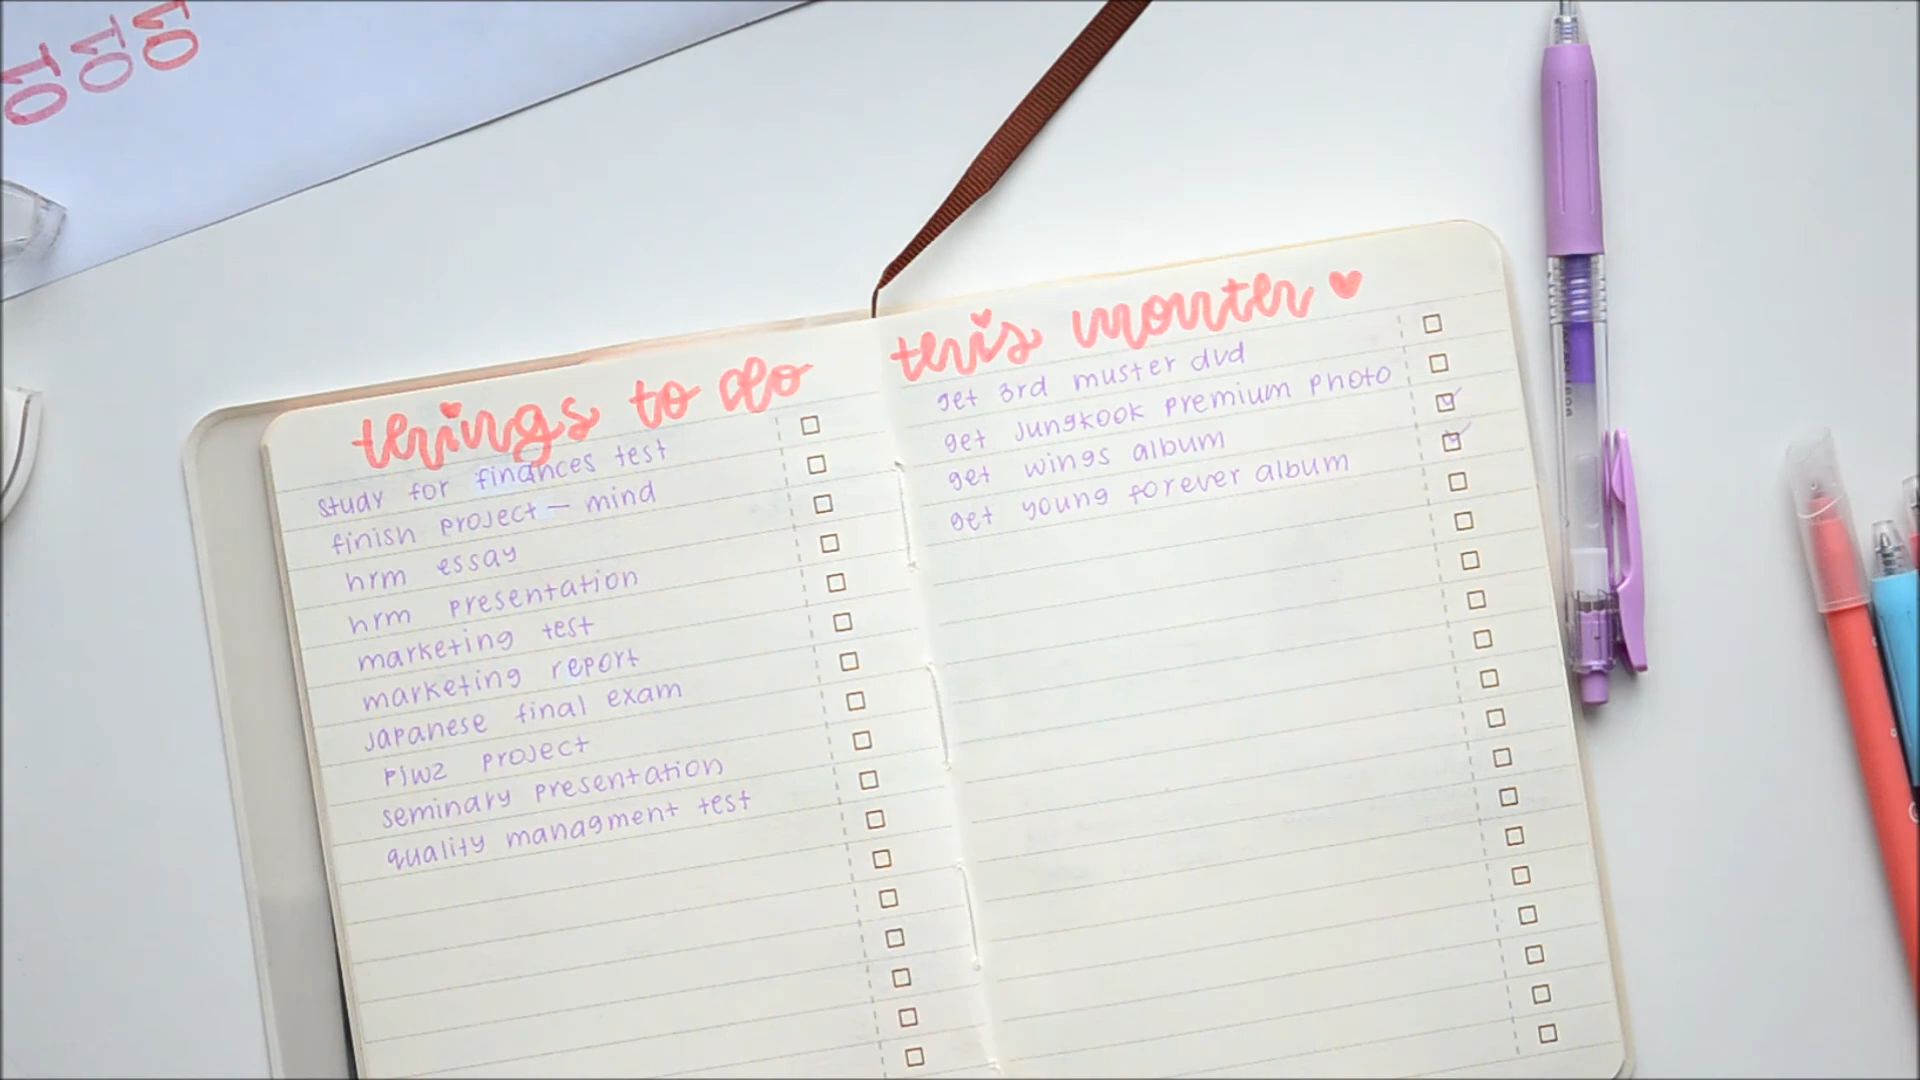 things to do
study for finances test
finish project - mind
hrm essay
hrm presentation
marketing test
marketing report
japanese final exam
PIW2 project
seminary presentation
quality managment test
this month
get 3rd muster dvd
get jungkook premium photo
get wings album
get young forever album